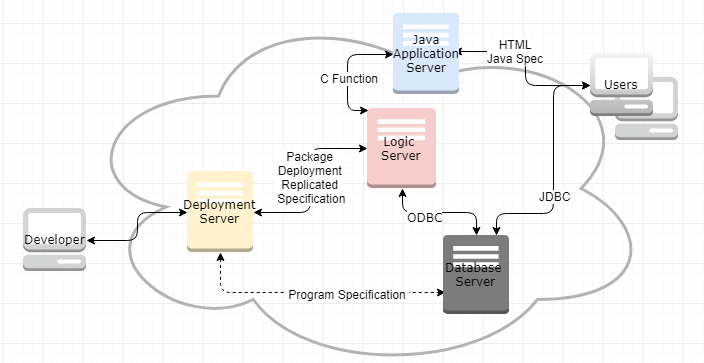 Java
Application
Server
HTML
Java Spec
C Function
Users
Logic
Server
Package
Deployment
Replicated
Specification
Deployment
Server
JDBC
ODBC
Developer
Database
Server
Program Specification